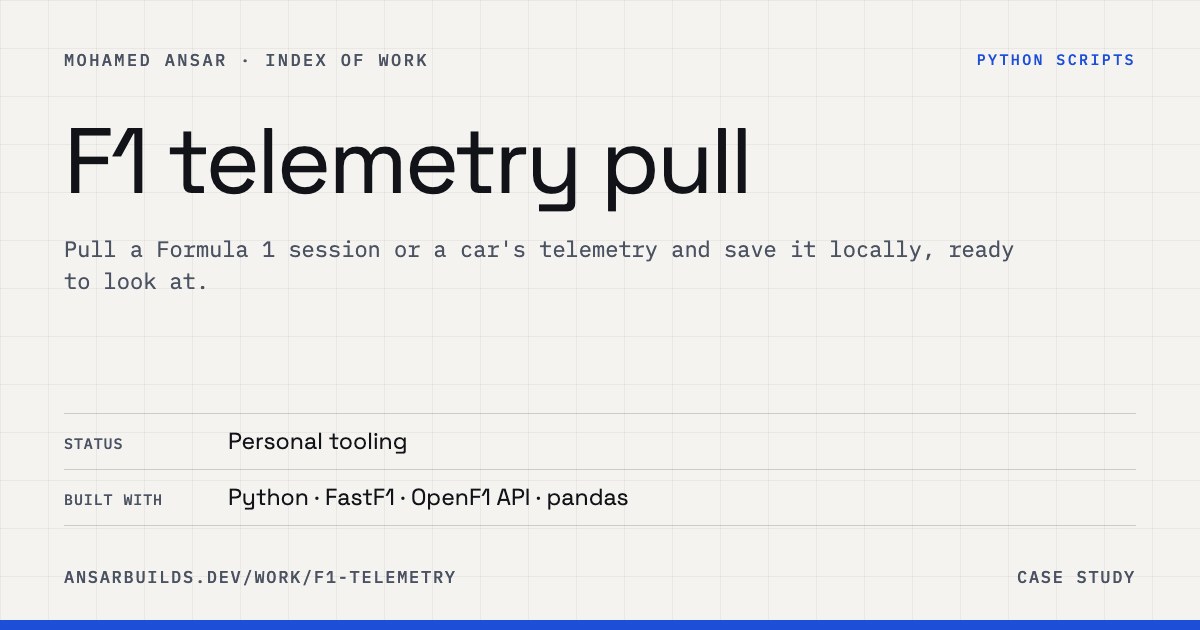 MOHAMED ANSAR · INDEX OF WORK
PYTHON SCRIPTS
F1 telemetry pull
Pull a Formula 1 session or a car's telemetry and save it locally, ready
to look at.
STATUS Personal tooling
BUILT WITH Python · FastF1 · OpenF1 API · pandas
ANSARBUILDS.DEV/WORK/F1-TELEMETRY
CASE STUDY